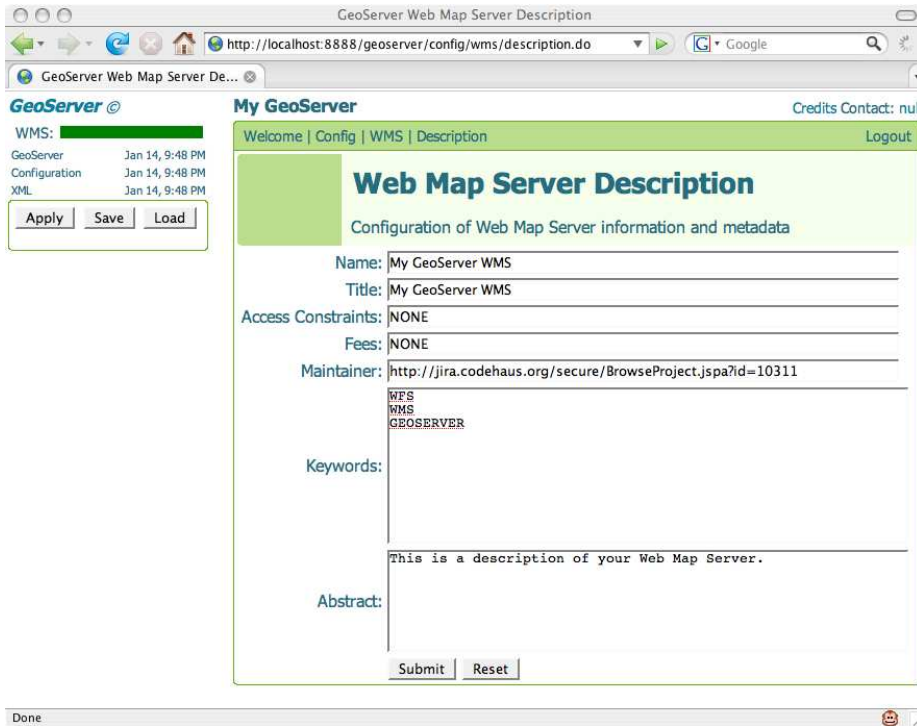 GeoServer Web Map Server Description
http://localhost:8888/geoserver/config/wms/description.do
G Google
GeoServer Web Map Server De...
GeoServer ©
WMS:
GeoServer Jan 14, 9:48 PM
Configuration Jan 14, 9:48 PM
XML Jan 14, 9:48 PM
Apply Save Load
My GeoServer
Credits Contact:
Welcome | Config | WMS | Description Logout
Web Map Server Description
Configuration of Web Map Server information and metadata
Name: My GeoServer WMS
Title: My GeoServer WMS
Access Constraints: NONE
Fees: NONE
Maintainer: http://jira.codehaus.org/secure/BrowseProject.jspa?id=10311
Keywords:
WFS
WMS
GEOSERVER
Abstract:
This is a description of your Web Map Server.
Submit Reset
Done